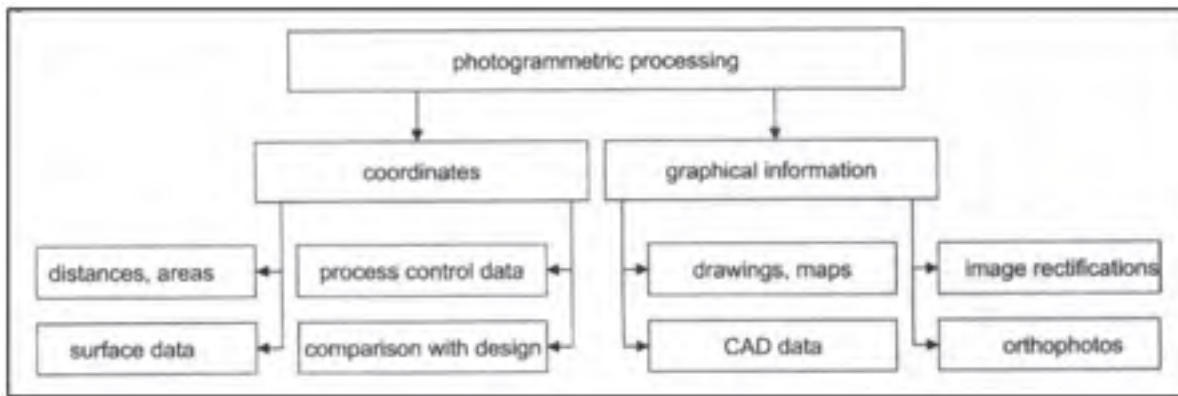 photogrammetric processing
coordinates
graphical information
distances, areas
process control data
drawings, maps
image rectifications
surface data
comparison with design
CAD data
orthophotos